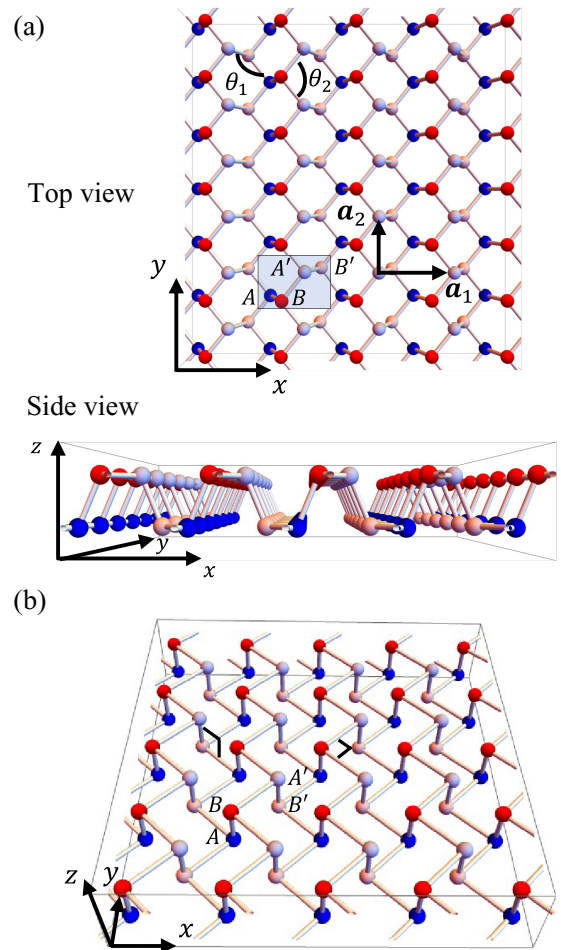 (a)
θ₁ θ₂
Top view
a₂
y A′ B′
A B a₁
x
Side view
z
y
x
(b)
A′
B B′
A
z y
x